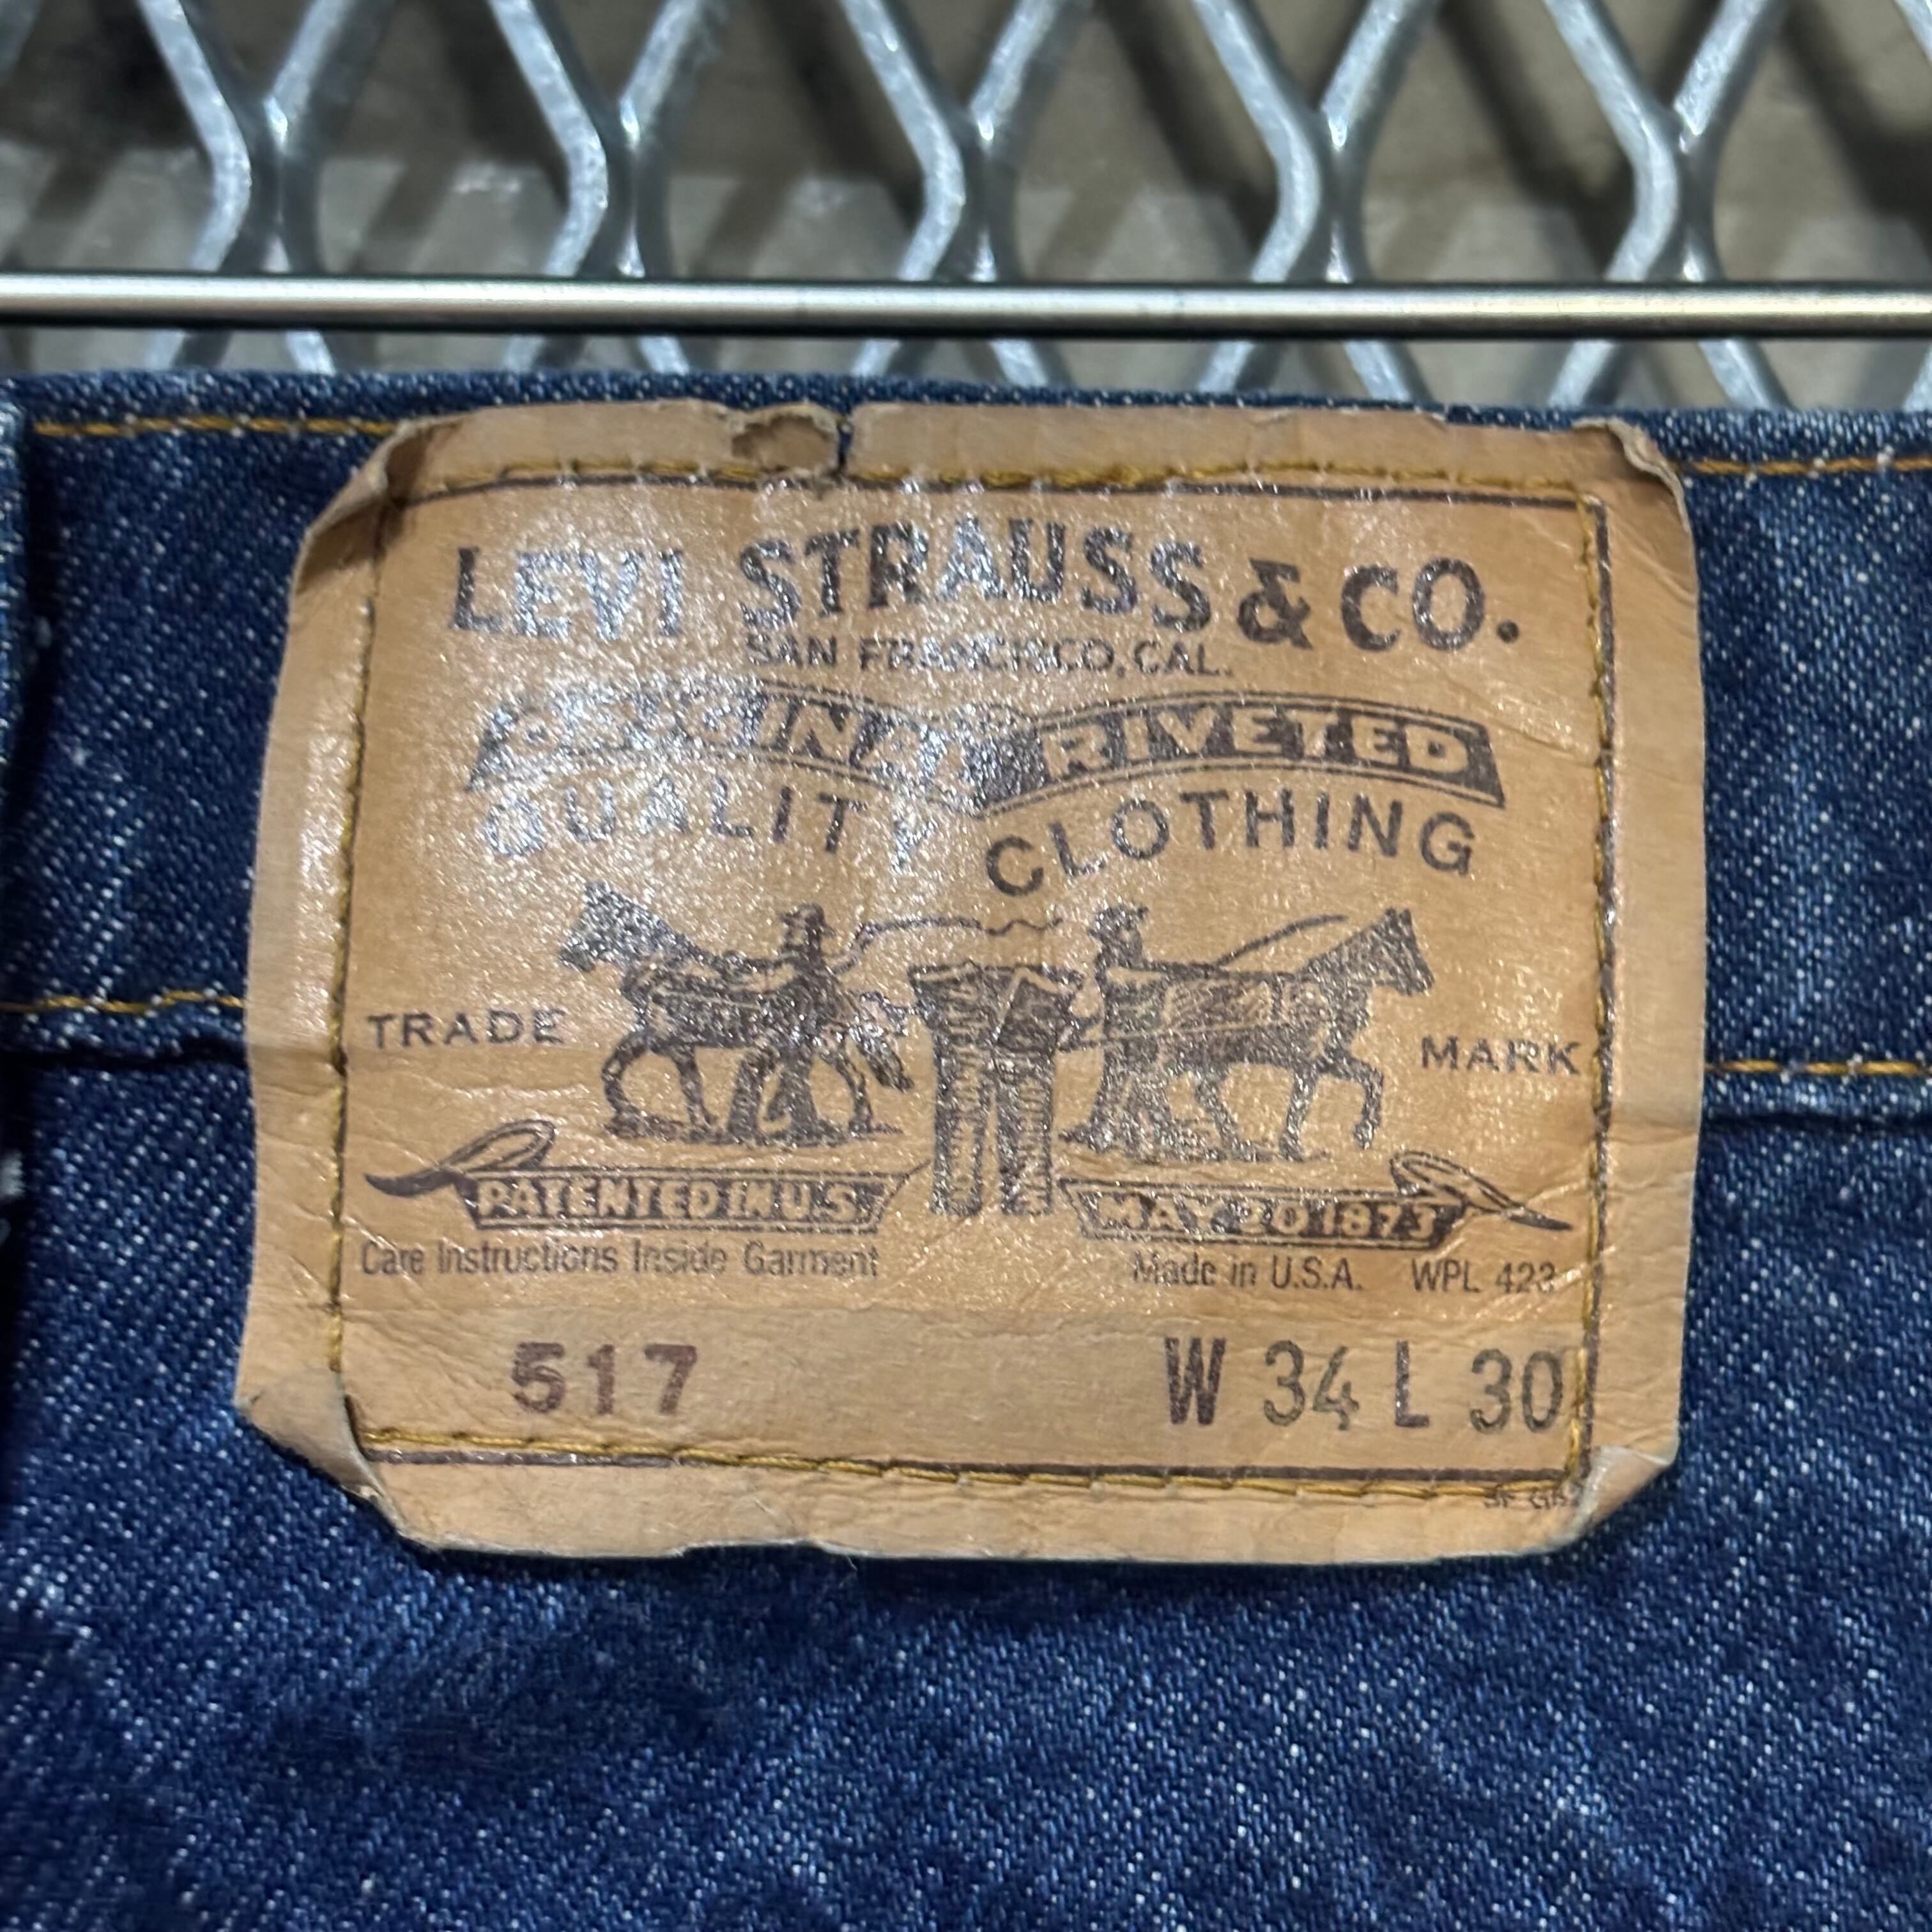 LEVI STRAUSS & CO.
SAN FRANCISCO, CAL.
ORIGINAL RIVETED
QUALITY CLOTHING
TRADE MARK
PATENTED IN U.S. MAY 20 1873
Care Instructions Inside Garment Made in U.S.A. WPL 423
517 W 34 L 30